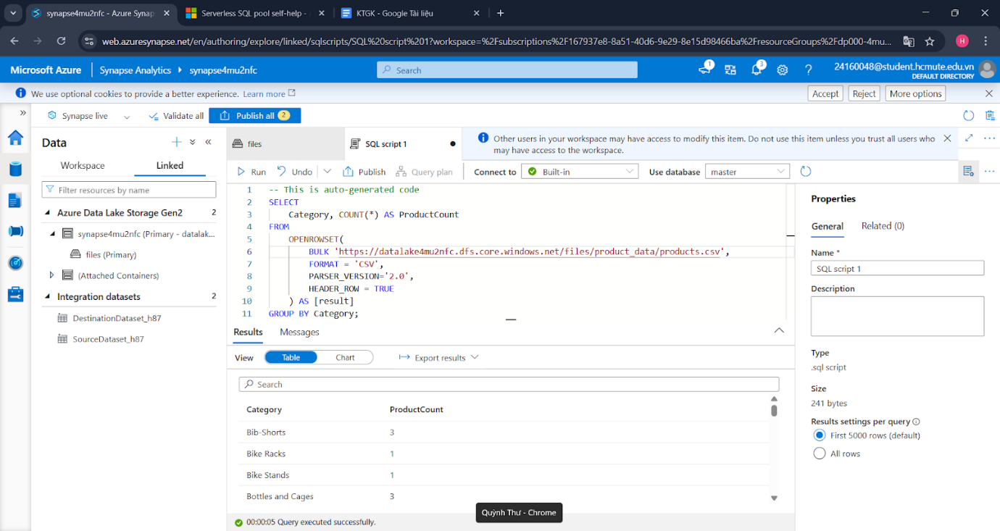 synapse4mu2nfc - Azure Synap
Serverless SQL pool self-help -
KTGK - Google Tài liệu
web.azuresynapse.net/en/authoring/explore/linked/sqlscripts/SQL%20script%201?workspace=%2Fsubscriptions%2F167937e8-8a51-40d6-9e29-8e15d98466ba%2FresourceGroups%2Fdp000-4mu...
H
Microsoft Azure
Synapse Analytics
synapse4mu2nfc
Search
1
3
24160048@student.hcmute.edu.vn
DEFAULT DIRECTORY
We use optional cookies to provide a better experience. Learn more
Accept
Reject
More options
Synapse live
Validate all
Publish all 2
Data
Workspace
Linked
Filter resources by name
Azure Data Lake Storage Gen2 2
synapse4mu2nfc (Primary - datalak...
files (Primary)
(Attached Containers)
Integration datasets 2
DestinationDataset_h87
SourceDataset_h87
files
SQL script 1
Other users in your workspace may have access to modify this item. Do not use this item unless you trust all users who
may have access to the workspace.
Run
Undo
Publish
Query plan
Connect to
Built-in
Use database
master
1 -- This is auto-generated code
2 SELECT
3 Category, COUNT(*) AS ProductCount
4 FROM
5 OPENROWSET(
6 BULK 'https://datalake4mu2nfc.dfs.core.windows.net/files/product_data/products.csv',
7 FORMAT = 'CSV',
8 PARSER_VERSION='2.0',
9 HEADER_ROW = TRUE
10 ) AS [result]
11 GROUP BY Category;
Results
Messages
View
Table
Chart
Export results
Search
Category ProductCount
Bib-Shorts 3
Bike Racks 1
Bike Stands 1
Bottles and Cages 3
Quỳnh Thư - Chrome
00:00:05 Query executed successfully.
Properties
General
Related (0)
Name *
SQL script 1
Description
Type
.sql script
Size
241 bytes
Results settings per query
First 5000 rows (default)
All rows